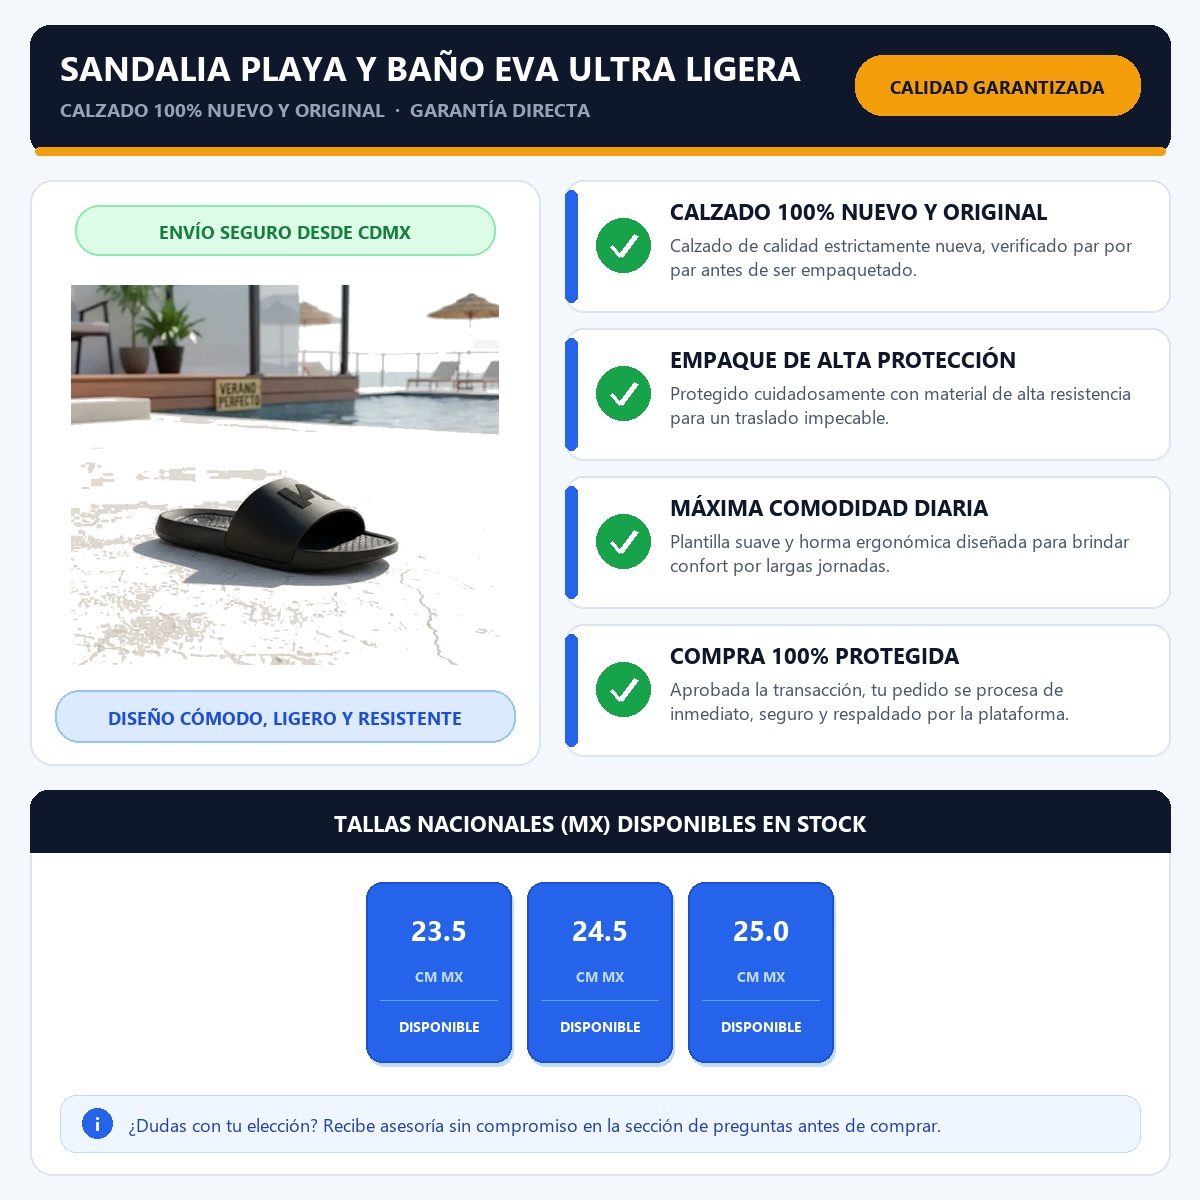 SANDALIA PLAYA Y BAÑO EVA ULTRA LIGERA
CALZADO 100% NUEVO Y ORIGINAL · GARANTÍA DIRECTA
CALIDAD GARANTIZADA
ENVÍO SEGURO DESDE CDMX
VERANO
PERFECTO
DISEÑO CÓMODO, LIGERO Y RESISTENTE
CALZADO 100% NUEVO Y ORIGINAL
Calzado de calidad estrictamente nueva, verificado par por
par antes de ser empaquetado.
EMPAQUE DE ALTA PROTECCIÓN
Protegido cuidadosamente con material de alta resistencia
para un traslado impecable.
MÁXIMA COMODIDAD DIARIA
Plantilla suave y horma ergonómica diseñada para brindar
confort por largas jornadas.
COMPRA 100% PROTEGIDA
Aprobada la transacción, tu pedido se procesa de
inmediato, seguro y respaldado por la plataforma.
TALLAS NACIONALES (MX) DISPONIBLES EN STOCK
23.5
CM MX
DISPONIBLE
24.5
CM MX
DISPONIBLE
25.0
CM MX
DISPONIBLE
¿Dudas con tu elección? Recibe asesoría sin compromiso en la sección de preguntas antes de comprar.